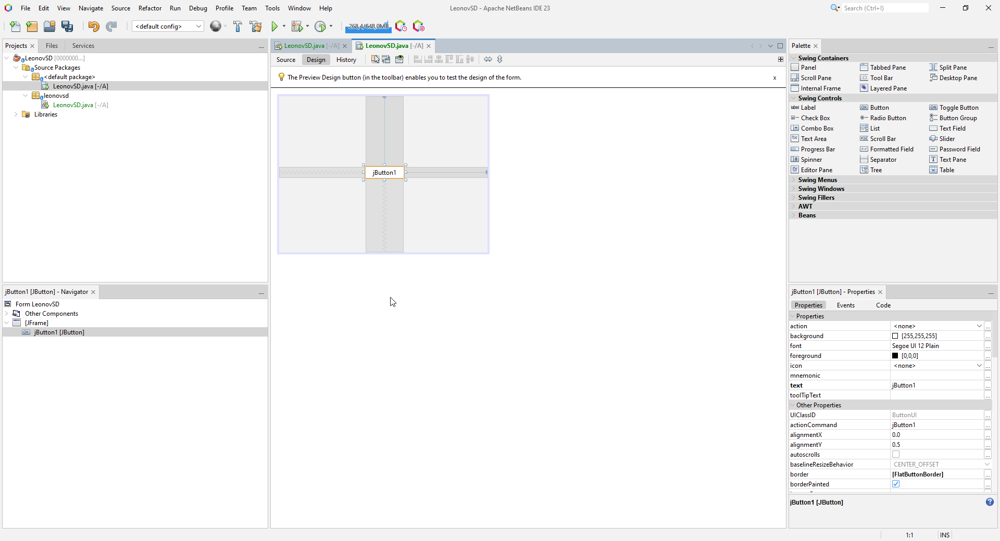 File Edit View Navigate Source Refactor Run Debug Profile Team Tools Window Help
LeonovSD - Apache NetBeans IDE 23
Search (Ctrl+I)
<default config>
268,4/648,0MB
Projects Files Services
LeonovSD [0000000...]
Source Packages
<default package>
LeonovSD.java [-/A]
leonovsd
LeonovSD.java [-/A]
Libraries
jButton1 [JButton] - Navigator
Form LeonovSD
Other Components
[JFrame]
OK jButton1 [JButton]
LeonovSD.java [-/A] LeonovSD.java [-/A]
Source Design History
The Preview Design button (in the toolbar) enables you to test the design of the form.
x
jButton1
Palette
Swing Containers
Panel Tabbed Pane Split Pane
Scroll Pane Tool Bar Desktop Pane
Internal Frame Layered Pane
Swing Controls
label Label OK Button ON Toggle Button
Check Box Radio Button Button Group
Combo Box List Text Field
Text Area Scroll Bar Slider
Progress Bar Formatted Field Password Field
Spinner Separator Text Pane
Editor Pane Tree Table
Swing Menus
Swing Windows
Swing Fillers
AWT
Beans
jButton1 [JButton] - Properties
Properties Events Code
Properties
action <none> ...
background [255,255,255] ...
font Segoe UI 12 Plain ...
foreground [0,0,0] ...
icon <none> ...
mnemonic ...
text jButton1 ...
toolTipText ...
Other Properties
UIClassID ButtonUI ...
actionCommand jButton1 ...
alignmentX 0.0 ...
alignmentY 0.5 ...
autoscrolls ...
baselineResizeBehavior CENTER_OFFSET
border [FlatButtonBorder] ...
borderPainted ...
jButton1 [JButton]
1:1 INS